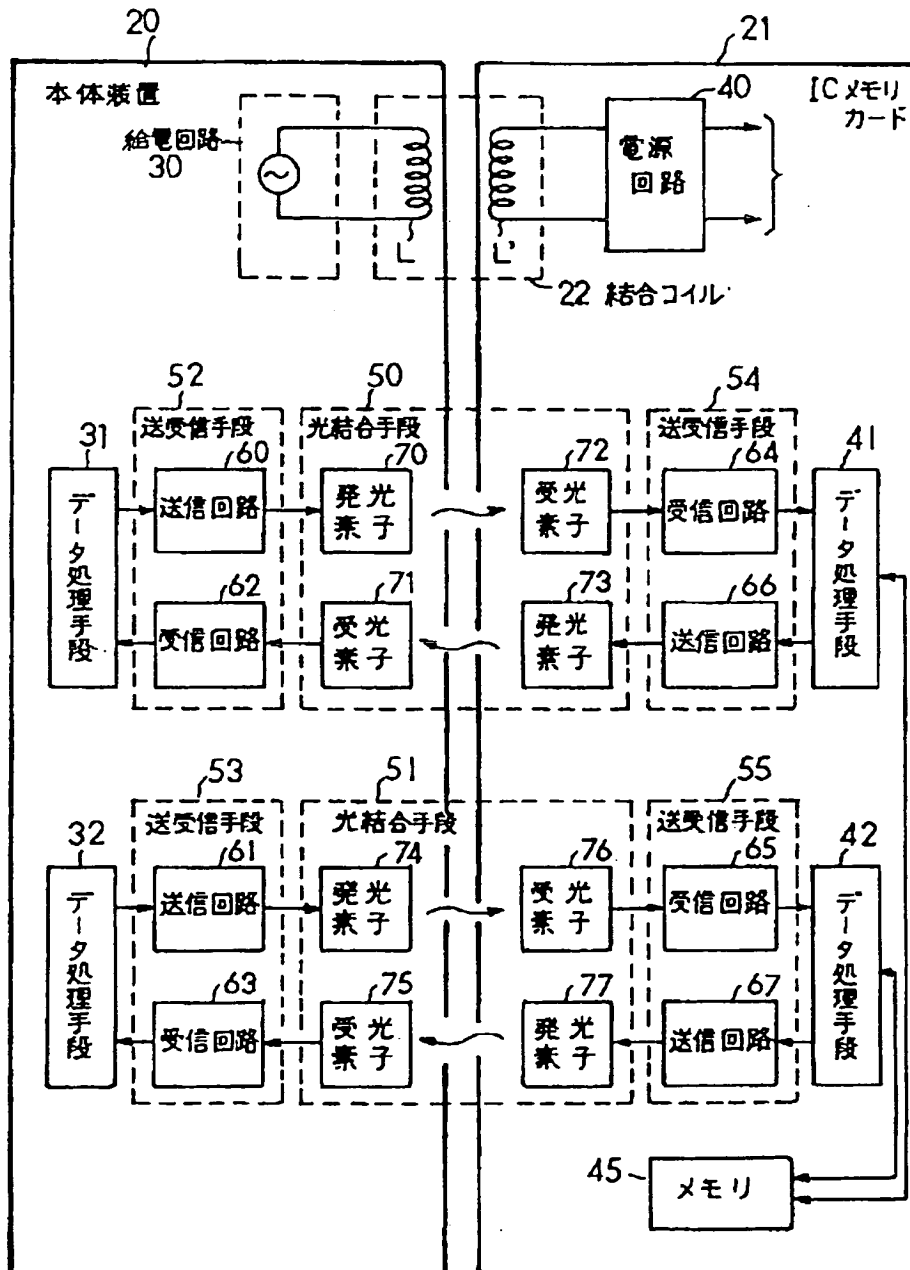 20
21
本体装置
ICメモリ
カード
給電回路
30
40
電源
回路
L
L'
22 結合コイル
52
50
54
31
送受信手段
光結合手段
送受信手段
41
60
70
72
64
データ処理手段
送信回路
発光
素子
受光
素子
受信回路
データ処理手段
62
71
73
66
受信回路
受光
素子
発光
素子
送信回路
53
51
55
32
送受信手段
光結合手段
送受信手段
42
61
74
76
65
データ処理手段
送信回路
発光
素子
受光
素子
受信回路
データ処理手段
63
75
77
67
受信回路
受光
素子
発光
素子
送信回路
45
メモリ